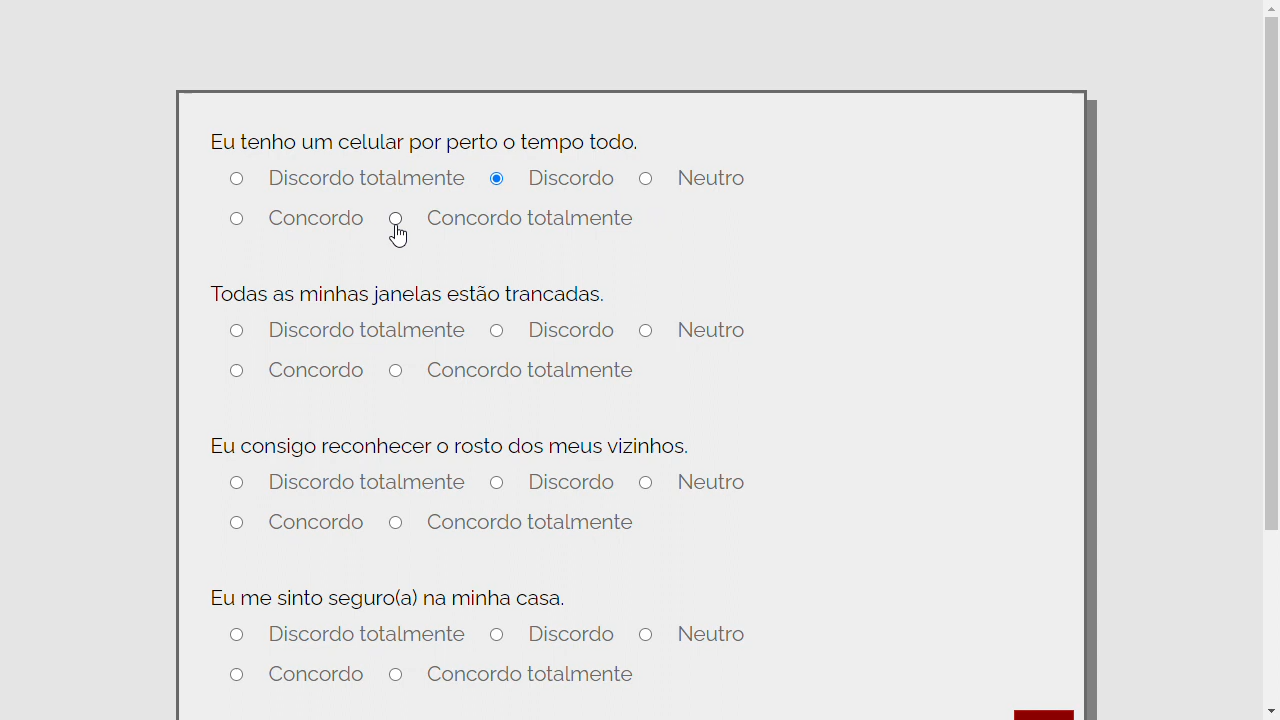 Eu tenho um celular por perto o tempo todo.
Discordo totalmente Discordo Neutro
Concordo Concordo totalmente
Todas as minhas janelas estão trancadas.
Discordo totalmente Discordo Neutro
Concordo Concordo totalmente
Eu consigo reconhecer o rosto dos meus vizinhos.
Discordo totalmente Discordo Neutro
Concordo Concordo totalmente
Eu me sinto seguro(a) na minha casa.
Discordo totalmente Discordo Neutro
Concordo Concordo totalmente